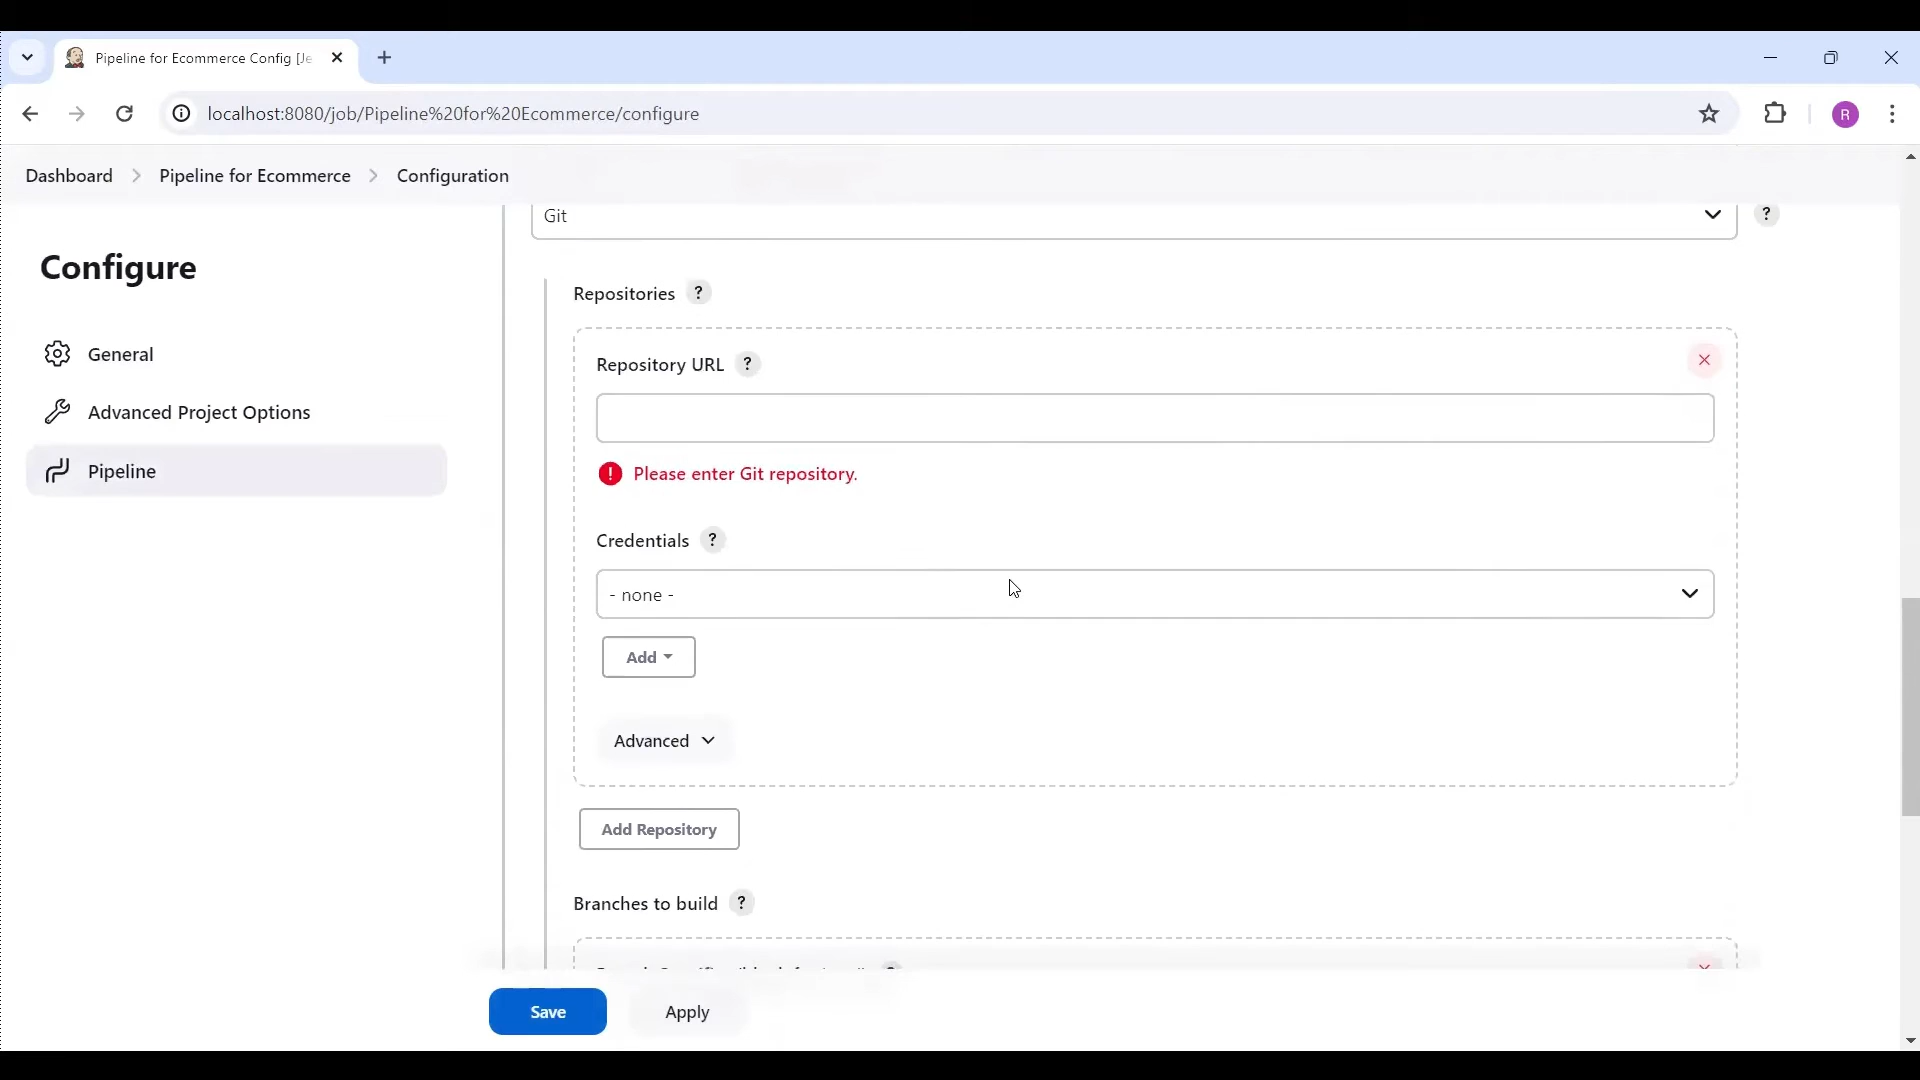 Pipeline for Ecommerce Config [Je
localhost:8080/job/Pipeline%20for%20Ecommerce/configure
R
Dashboard > Pipeline for Ecommerce > Configuration
Git
?
Configure
General
Advanced Project Options
Pipeline
Repositories ?
Repository URL ?
! Please enter Git repository.
Credentials ?
- none -
Add
Advanced
Add Repository
Branches to build ?
Save
Apply